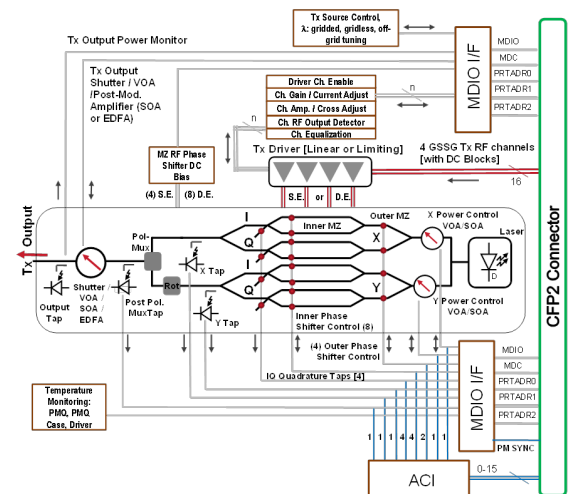 Tx Source Control,
λ: gridded, gridless, off-
grid tuning
Tx Output Power Monitor
Tx Output
Shutter / VOA
/Post-Mod.
Amplifier (SOA
or EDFA)
MDIO I/F
MDIO
MDC
PRTADR0
PRTADR1
PRTADR2
Driver Ch. Enable
Ch. Gain / Current Adjust
Ch. Amp. / Cross Adjust
Ch. RF Output Detector
Ch. Equalization
n
n
MZ RF Phase
Shifter DC
Bias
(4) S.E. (8) D.E.
Tx Driver [Linear or Limiting]
4 GSSG Tx RF channels
[with DC Blocks]
16
S.E. or D.E.
CFP2 Connector
Tx Output
Pol-
Mux
Rot
I
Q
I
Q
Inner MZ
Outer MZ
X
Y
X Power Control
VOA/SOA
Laser
D
Y Power Control
VOA/SOA
X Tap
Y Tap
Output
Tap
Shutter /
VOA /
SOA /
EDFA
Post Pol.
MuxTap
Inner Phase
Shifter Control (8)
(4) Outer Phase
Shifter Control
IQ Quadrature Taps [4]
Temperature
Monitoring:
PMQ, PMQ
Case, Driver
MDIO I/F
MDIO
MDC
PRTADR0
PRTADR1
PRTADR2
PM SYNC
1 1 1 4 4 2 1 1
ACI
0-15